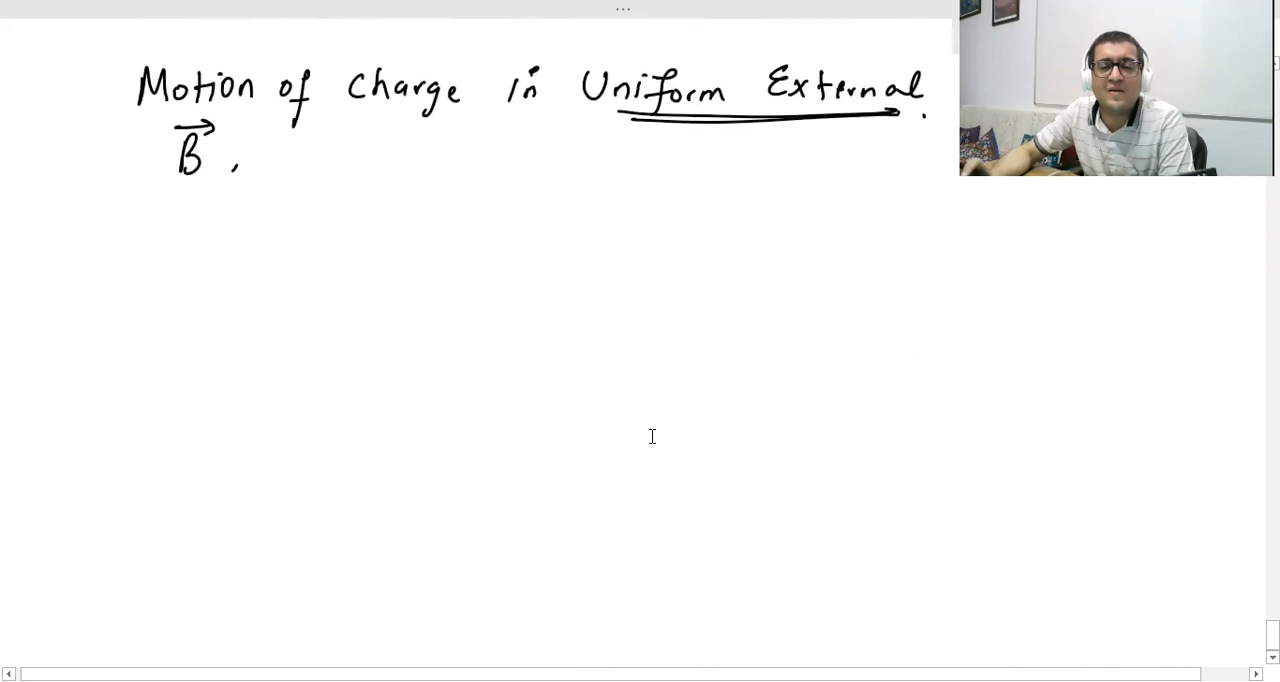 Motion of charge in Uniform External.
B,